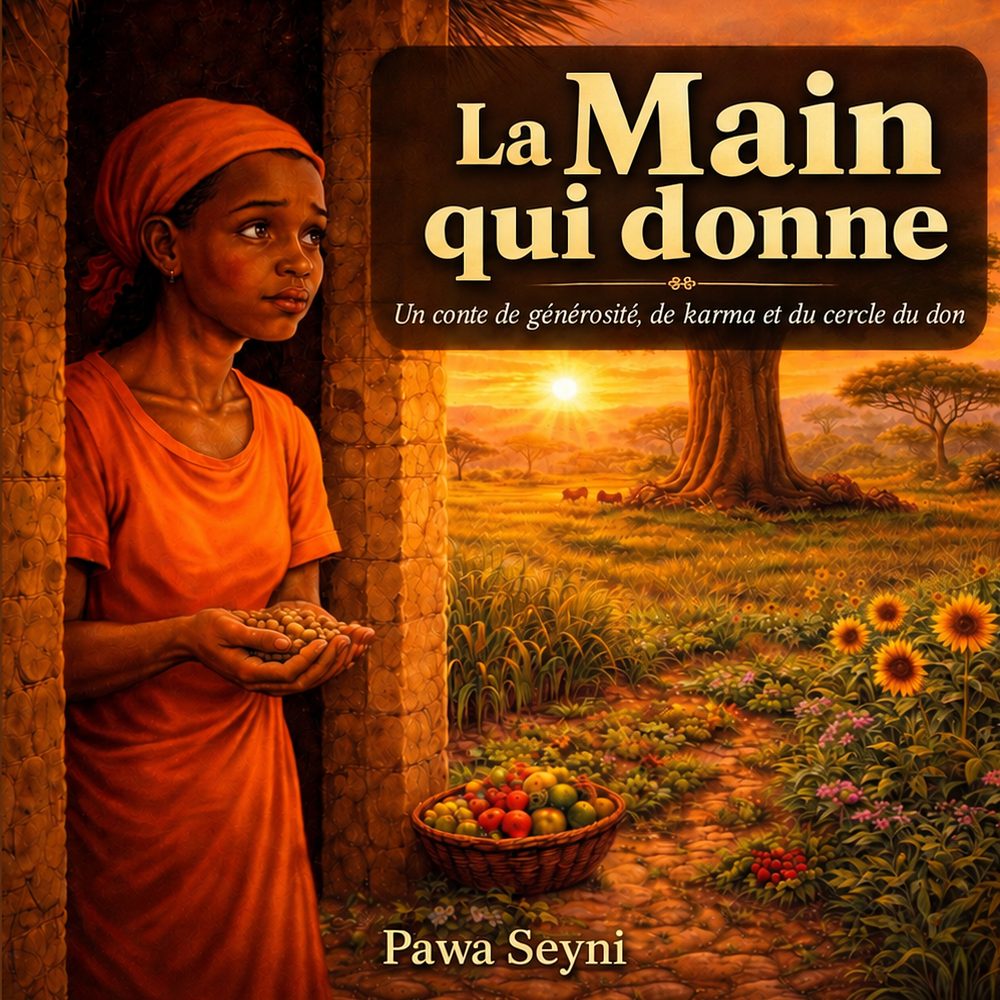 La Main
qui donne
Un conte de générosité, de karma et du cercle du don
Pawa Seyni